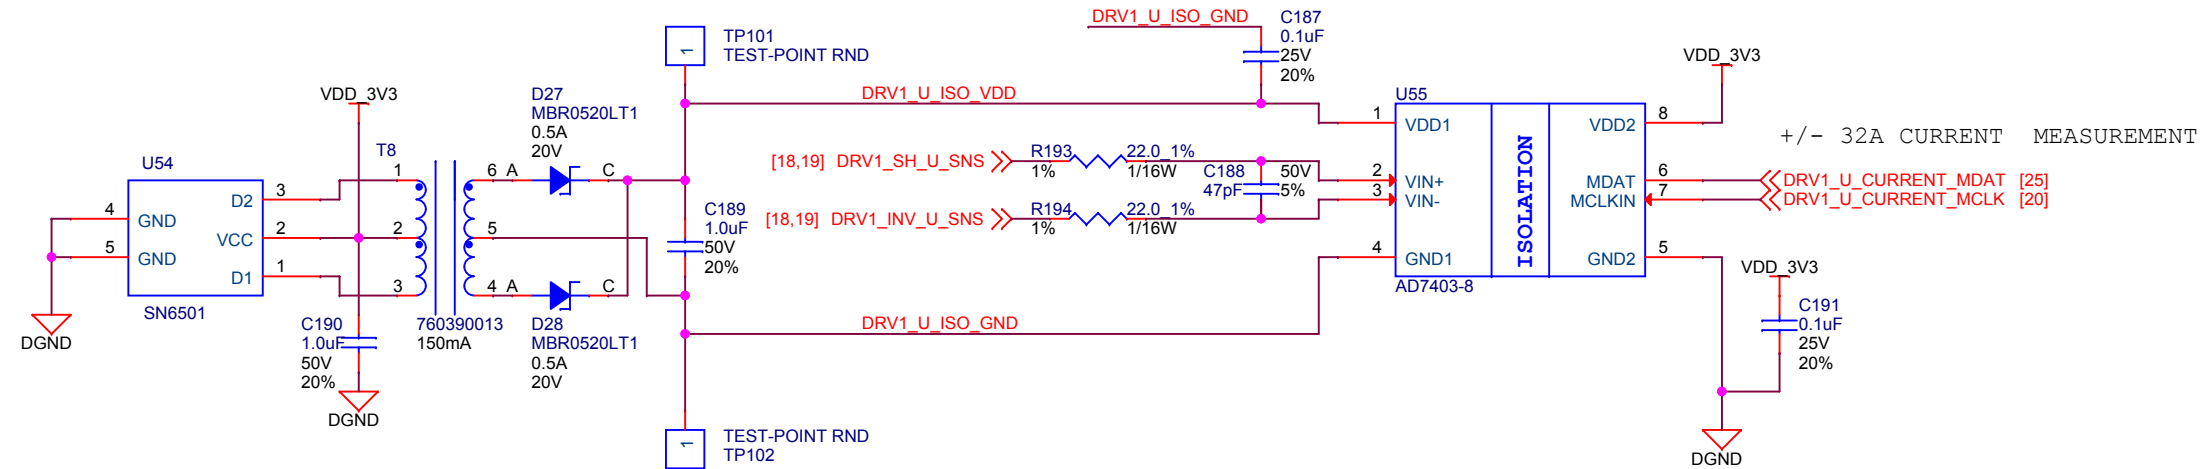 DRV1_U_ISO_GND
C187
0.1uF
25V
20%
TP101
TEST-POINT RND
1
VDD_3V3
VDD_3V3
D27
MBR0520LT1
0.5A
20V
DRV1_U_ISO_VDD
U55
1
VDD1
VDD2
8
ISOLATION
+/- 32A CURRENT MEASUREMENT
U54
T8
1
6
A
C
[18,19] DRV1_SH_U_SNS
R193
1%
22.0_1%
1/16W
C188
47pF
50V
5%
2
VIN+
3
VIN-
MDAT
6
MCLKIN
7
DRV1_U_CURRENT_MDAT [25]
DRV1_U_CURRENT_MCLK [20]
D2
3
4
GND
VCC
2
2
5
5
GND
D1
1
3
4
A
C
SN6501
DGND
C189
1.0uF
50V
20%
[18,19] DRV1_INV_U_SNS
R194
1%
22.0_1%
1/16W
4
GND1
GND2
5
AD7403-8
VDD_3V3
C191
0.1uF
25V
20%
C190
1.0uF
50V
20%
DGND
760390013
150mA
D28
MBR0520LT1
0.5A
20V
DRV1_U_ISO_GND
1
TEST-POINT RND
TP102
DGND